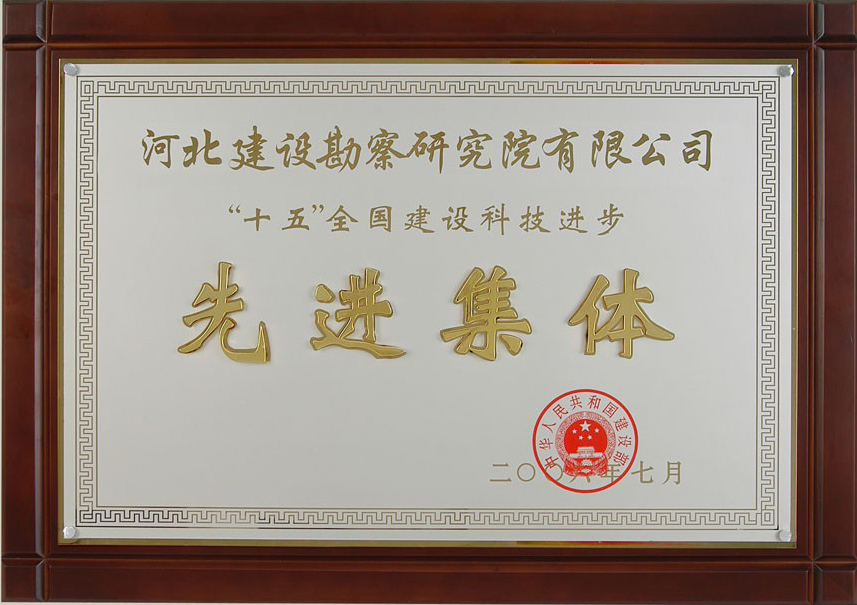 河北建设勘察研究院有限公司
“十五”全国建设科技进步
先进集体
中华人民共和国建设部
二〇〇六年七月